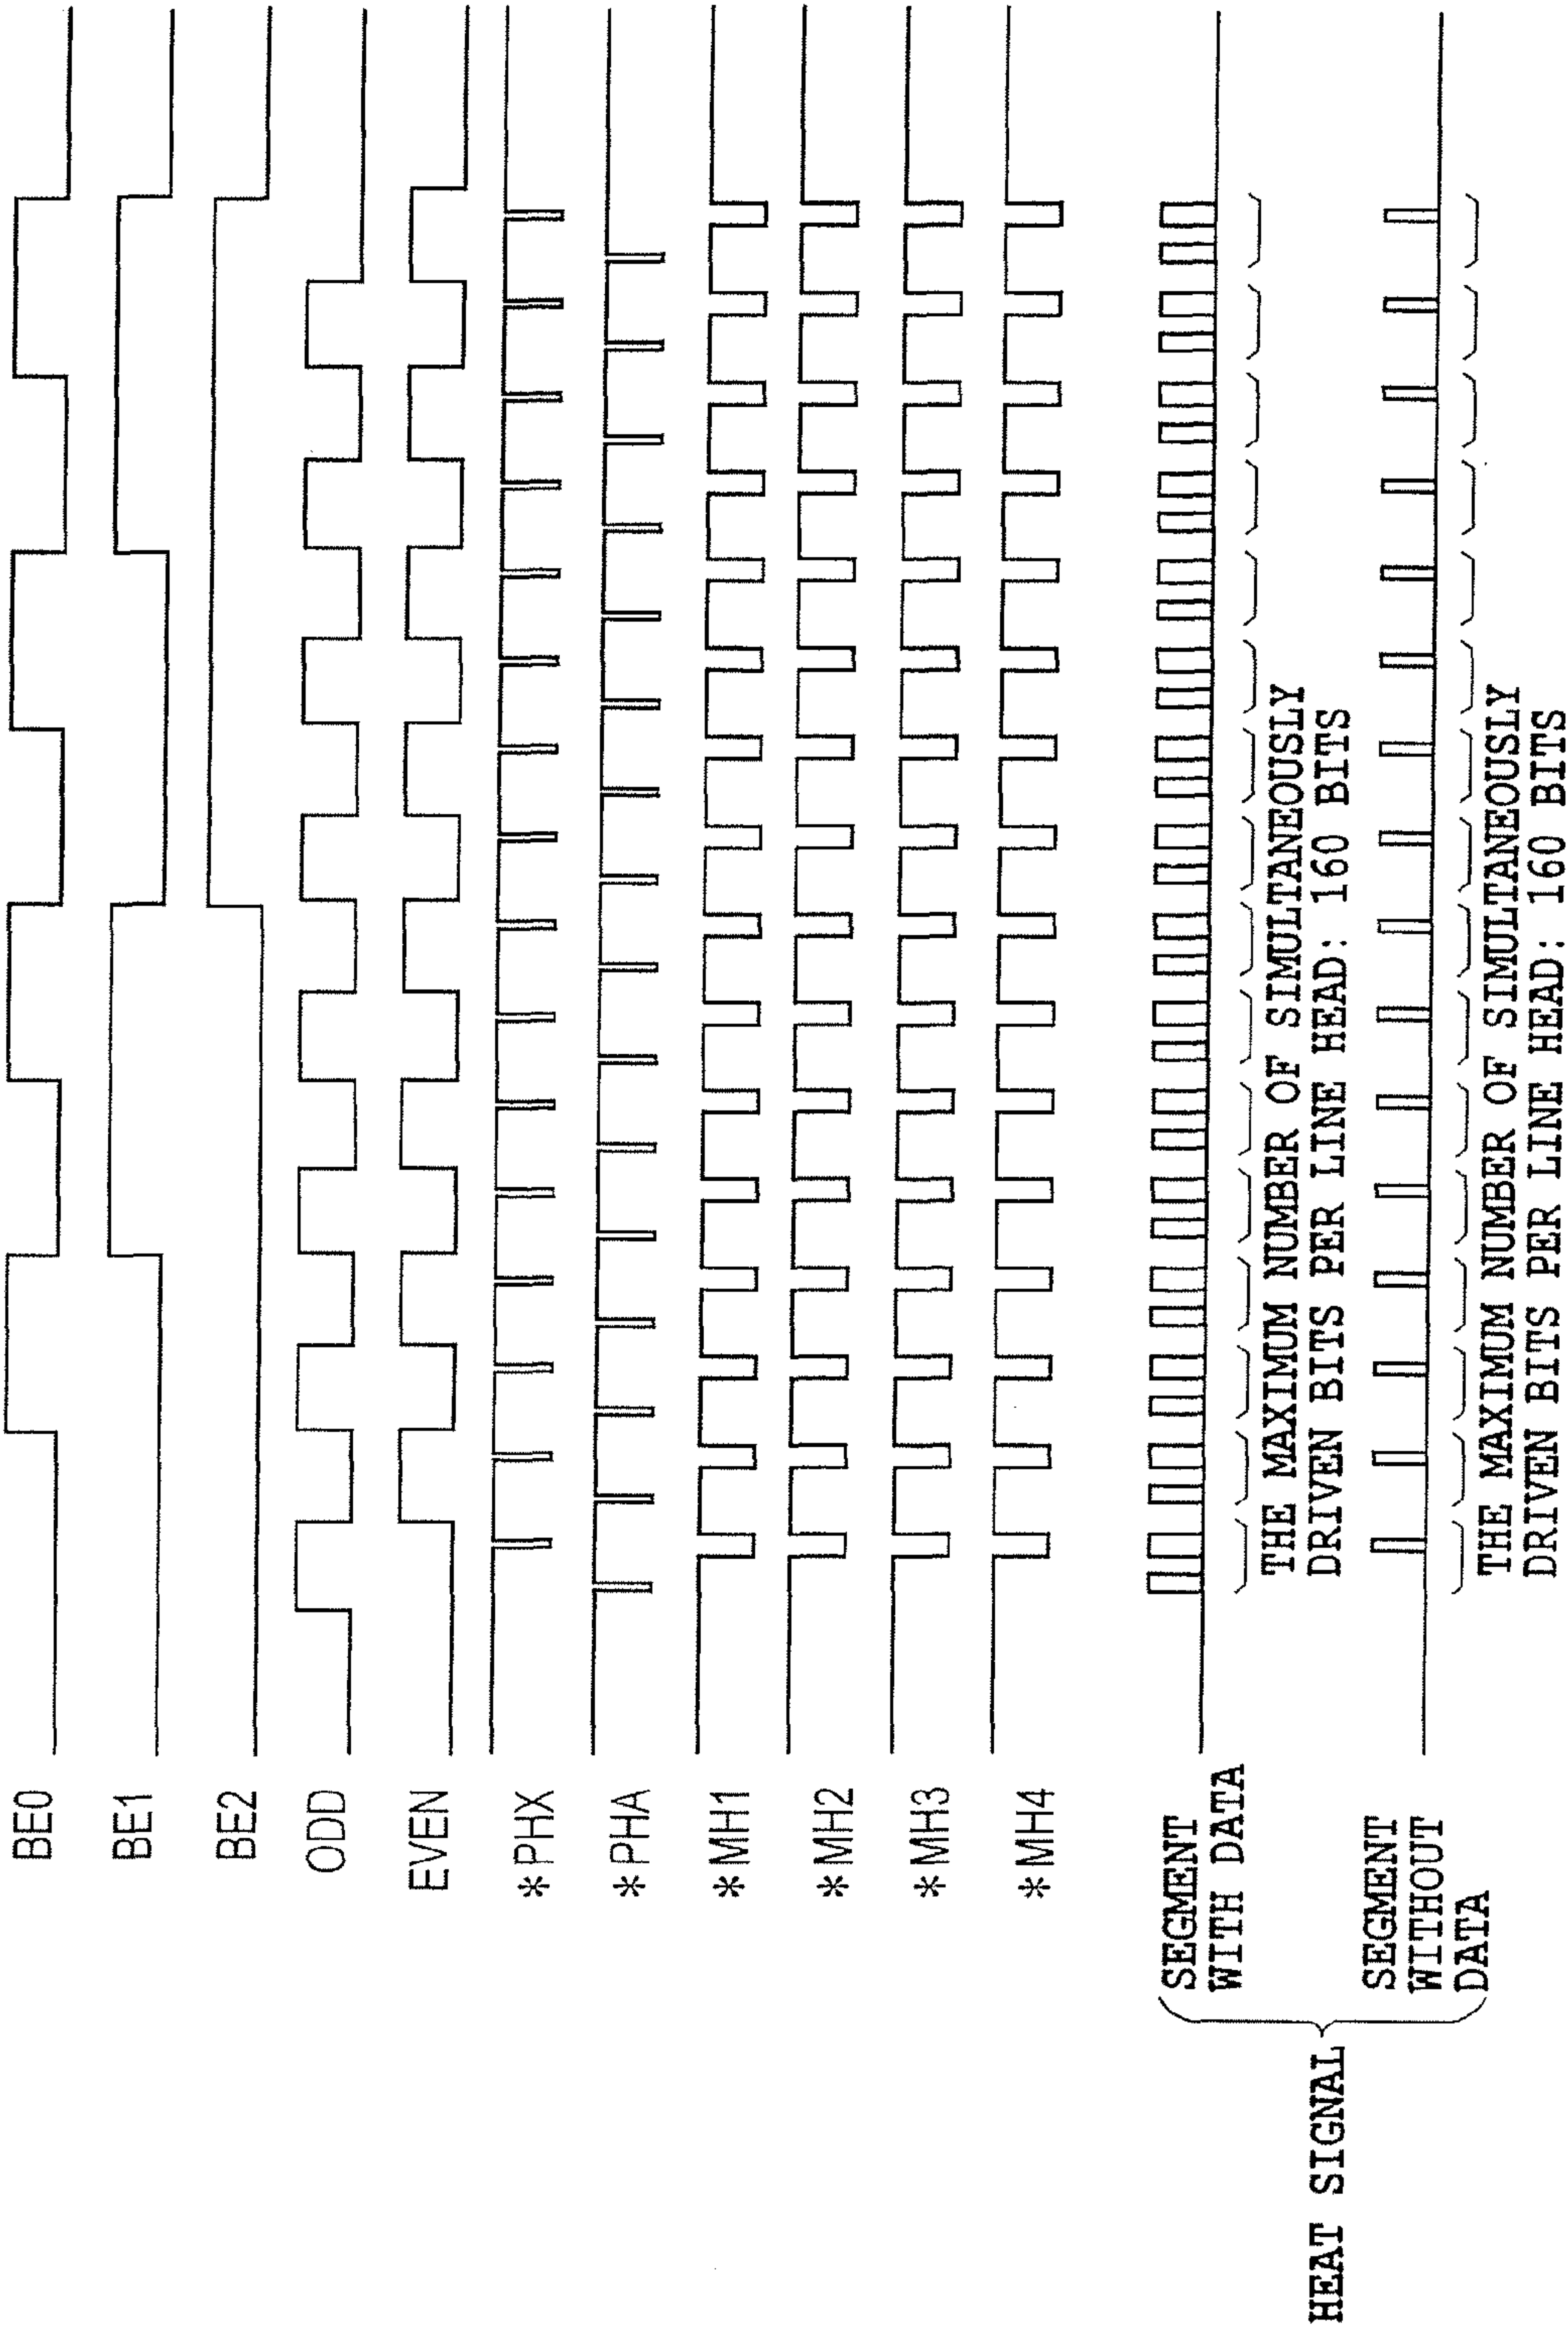 BE0
BE1
BE2
ODD
EVEN
*PHX
*PHA
*MH1
*MH2
*MH3
*MH4
HEAT SIGNAL
SEGMENT
WITH DATA
THE MAXIMUM NUMBER OF SIMULTANEOUSLY
DRIVEN BITS PER LINE HEAD: 160 BITS
SEGMENT
WITHOUT
DATA
THE MAXIMUM NUMBER OF SIMULTANEOUSLY
DRIVEN BITS PER LINE HEAD: 160 BITS